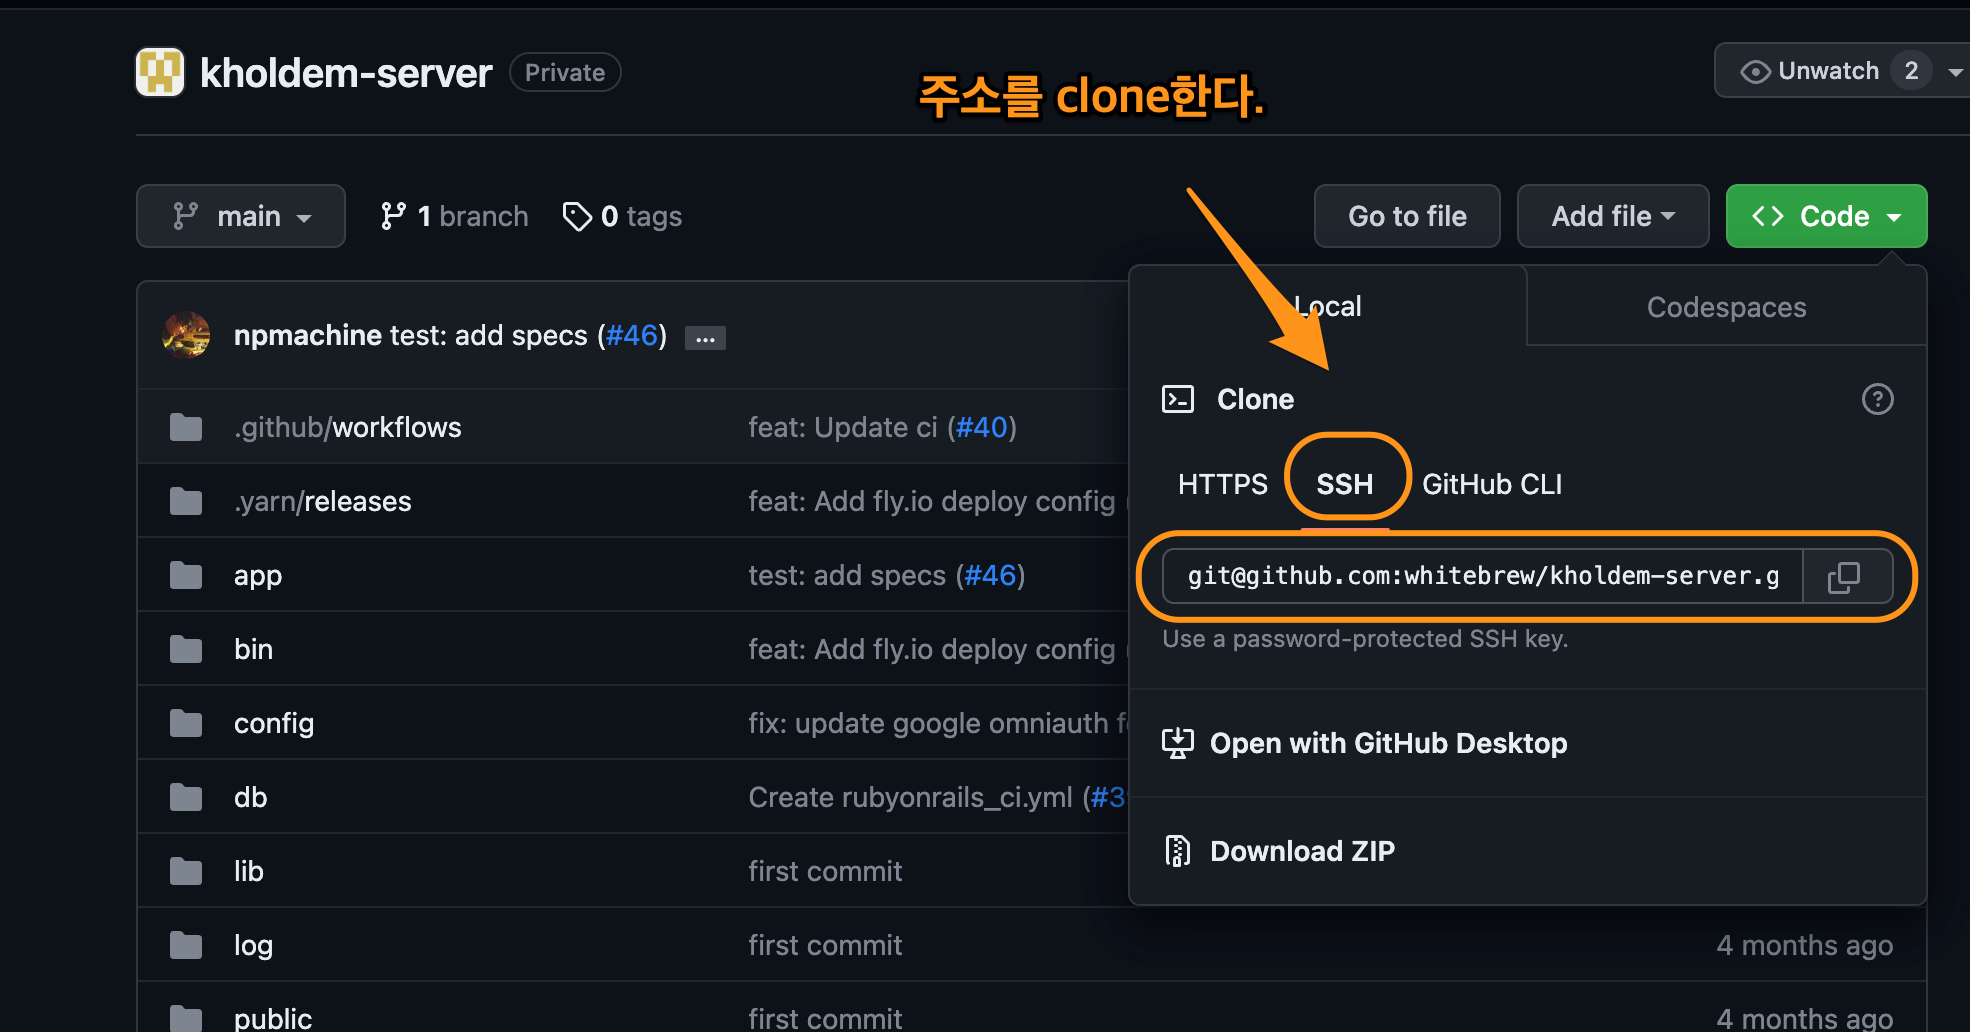 kholdem-server Private
주소를 clone한다.
Unwatch 2
main 1 branch 0 tags
Go to file Add file Code
npmachine test: add specs (#46) ...
.github/workflows feat: Update ci (#40)
.yarn/releases feat: Add fly.io deploy config
app test: add specs (#46)
bin feat: Add fly.io deploy config
config fix: update google omniauth
db Create rubyonrails_ci.yml
lib first commit
log first commit 4 months ago
public first commit 4 months ago
Local Codespaces
Clone
HTTPS SSH GitHub CLI
git@github.com:whitebrew/kholdem-server.g
Use a password-protected SSH key.
Open with GitHub Desktop
Download ZIP